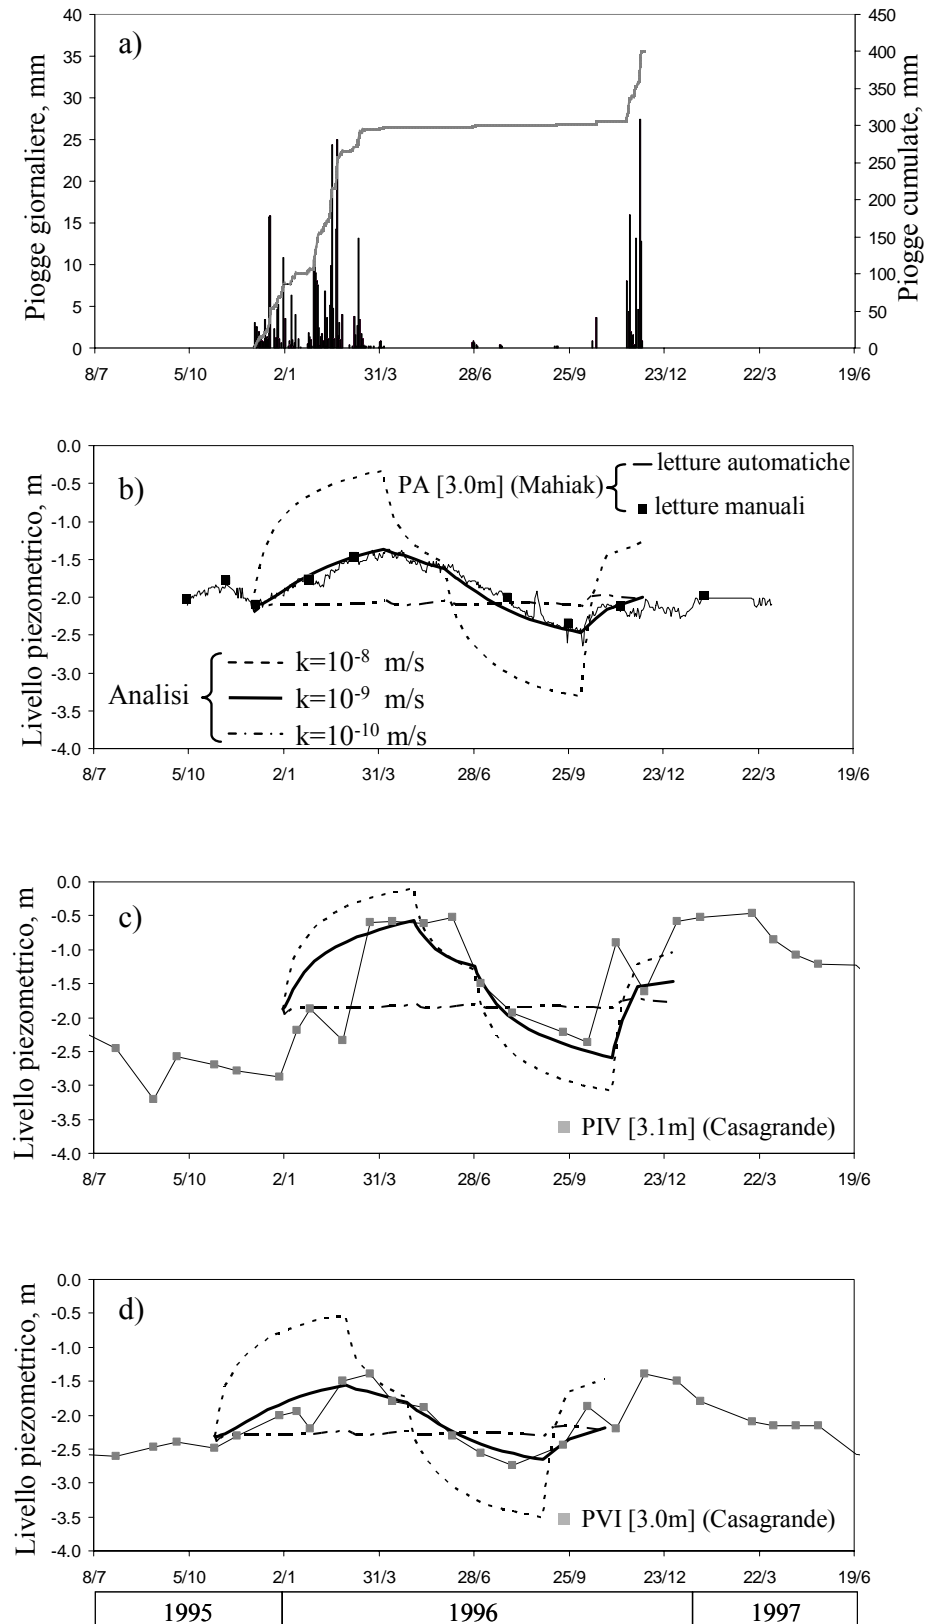 a)
Piogge giornaliere, mm
40
35
30
25
20
15
10
5
0
Piogge cumulate, mm
450
400
350
300
250
200
150
100
50
0
8/7 5/10 2/1 31/3 28/6 25/9 23/12 22/3 19/6
b)
Livello piezometrico, m
0.0
-0.5
-1.0
-1.5
-2.0
-2.5
-3.0
-3.5
-4.0
PA [3.0m] (Mahiak)
letture automatiche
letture manuali
Analisi
k=10-8 m/s
k=10-9 m/s
k=10-10 m/s
8/7 5/10 2/1 31/3 28/6 25/9 23/12 22/3 19/6
c)
Livello piezometrico, m
0.0
-0.5
-1.0
-1.5
-2.0
-2.5
-3.0
-3.5
-4.0
PIV [3.1m] (Casagrande)
8/7 5/10 2/1 31/3 28/6 25/9 23/12 22/3 19/6
d)
Livello piezometrico, m
0.0
-0.5
-1.0
-1.5
-2.0
-2.5
-3.0
-3.5
-4.0
PVI [3.0m] (Casagrande)
8/7 5/10 2/1 31/3 28/6 25/9 23/12 22/3 19/6
1995 1996 1997